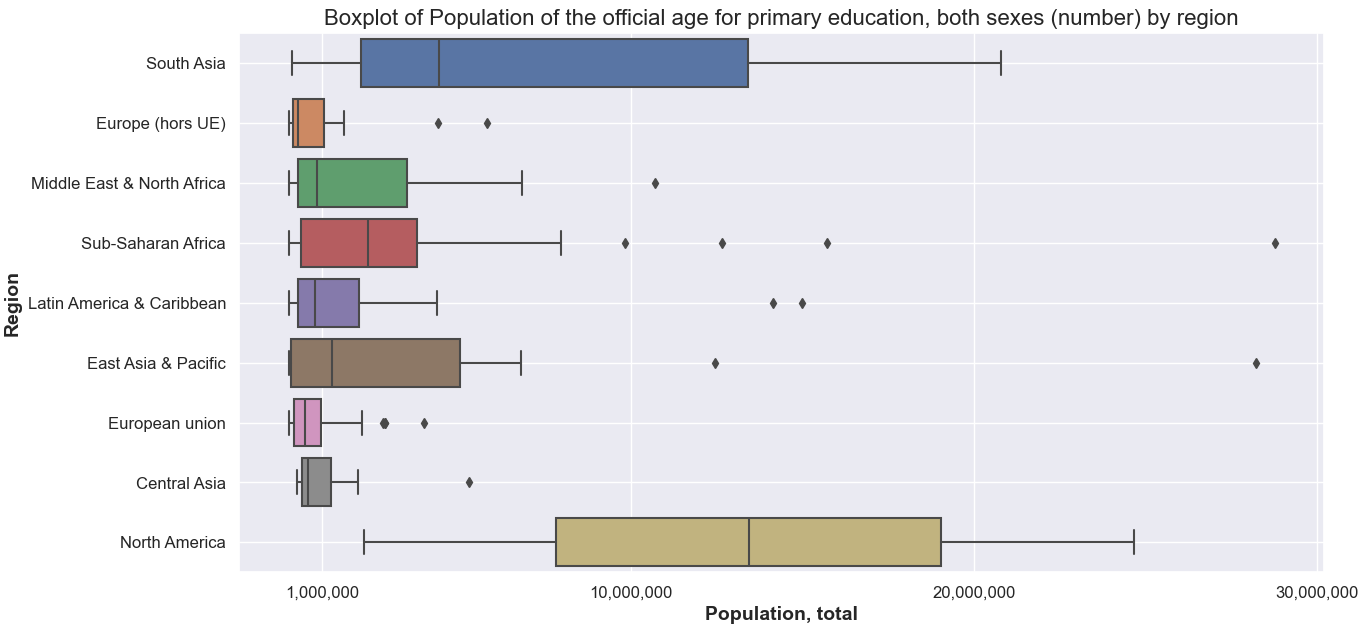 Boxplot of Population of the official age for primary education, both sexes (number) by region
South Asia
Europe (hors UE)
Middle East & North Africa
Sub-Saharan Africa
Latin America & Caribbean
East Asia & Pacific
European union
Central Asia
North America
Region
1,000,000
10,000,000
20,000,000
30,000,000
Population, total